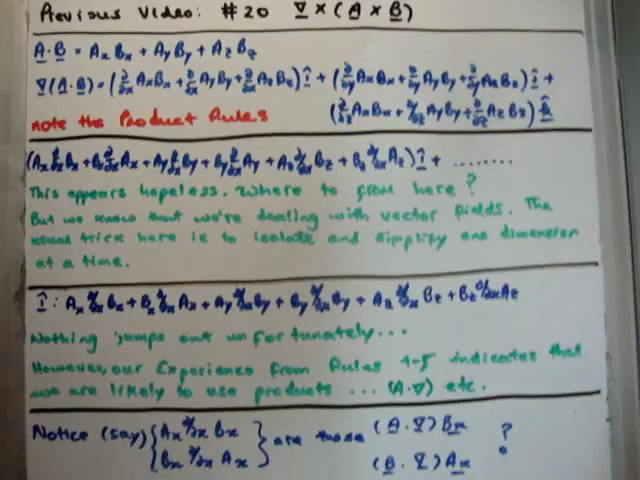 Previous Video: #20 ∇ × (A × B)
A·B = AxBx + AyBy + AzBz
∇(A·B) = (∂/∂x AxBx + ∂/∂x AyBy + ∂/∂x AzBz) î + (∂/∂y AxBx + ∂/∂y AyBy + ∂/∂y AzBz) î +
(∂/∂z AxBx + ∂/∂z AyBy + ∂/∂z AzBz) k̂
note the Product Rules
(Ax ∂/∂x Bx + Bx ∂/∂x Ax + Ay ∂/∂x By + By ∂/∂x Ay + Az ∂/∂x Bz + Bz ∂/∂x Az) î + ........
This appears hopeless. Where to from here?
But we know that we're dealing with vector fields. The
usual trick here is to isolate and simplify one dimension
at a time.
î: Ax ∂/∂x Bx + Bx ∂/∂x Ax + Ay ∂/∂x By + By ∂/∂x By + Az ∂/∂x Bz + Bz ∂/∂x Az
Nothing jumps out unfortunately...
However, our Experience from Rules 1-5 indicates that
we are likely to use products ... (A·∇) etc.
Notice (say) { Ax ∂/∂x Bx } are those (A·∇) Bx ?
{ Bx ∂/∂x Ax } (B·∇) Ax